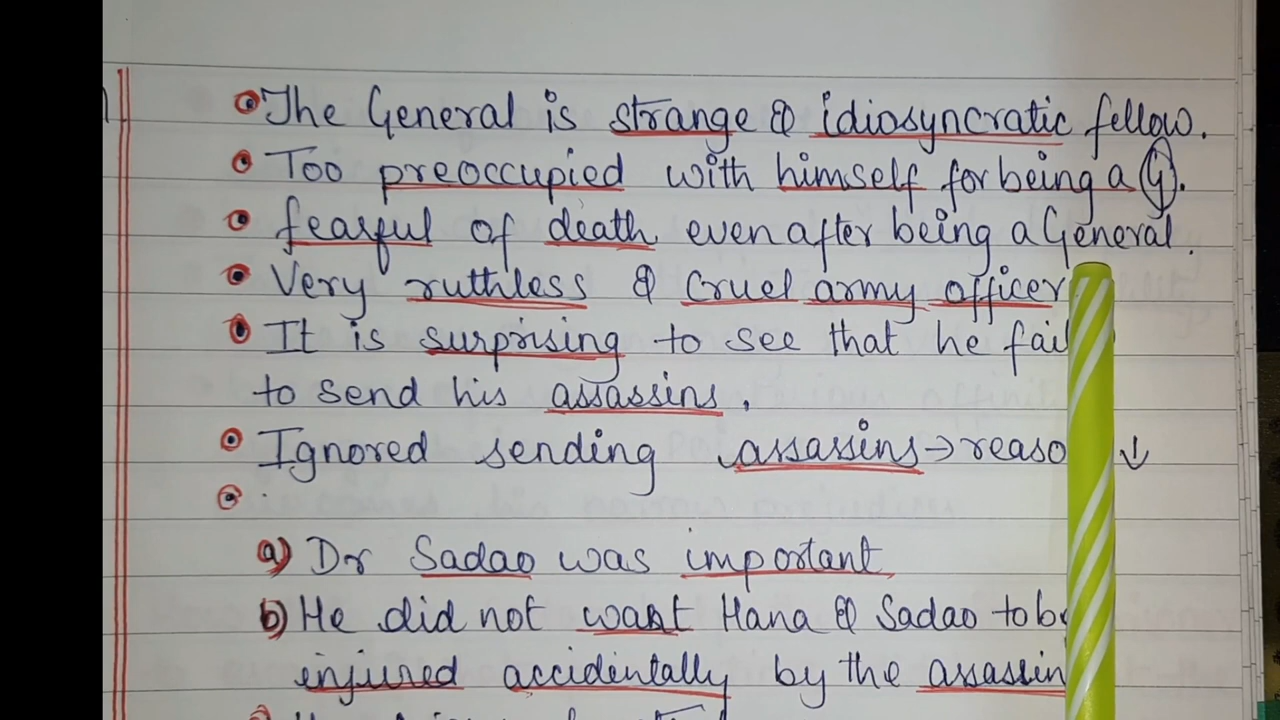 The General is strange & idiosyncratic fellow.
Too preoccupied with himself for being a G.
fearful of death even after being a General.
Very ruthless & cruel army officer
It is surprising to see that he fai
to send his assassins.
Ignored sending assassins → reaso ↓
a) Dr Sadao was important
b) He did not want Hana & Sadao to be
injured accidentally by the assassin